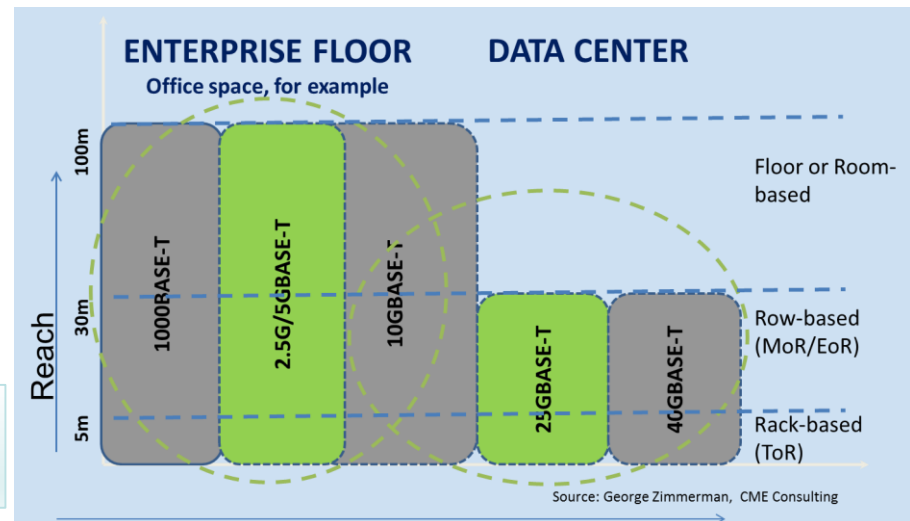 ENTERPRISE FLOOR
Office space, for example
DATA CENTER
Reach
100m
30m
5m
1000BASE-T
2.5G/5GBASE-T
10GBASE-T
25GBASE-T
40GBASE-T
Floor or Room-
based
Row-based
(MoR/EoR)
Rack-based
(ToR)
Source: George Zimmerman, CME Consulting